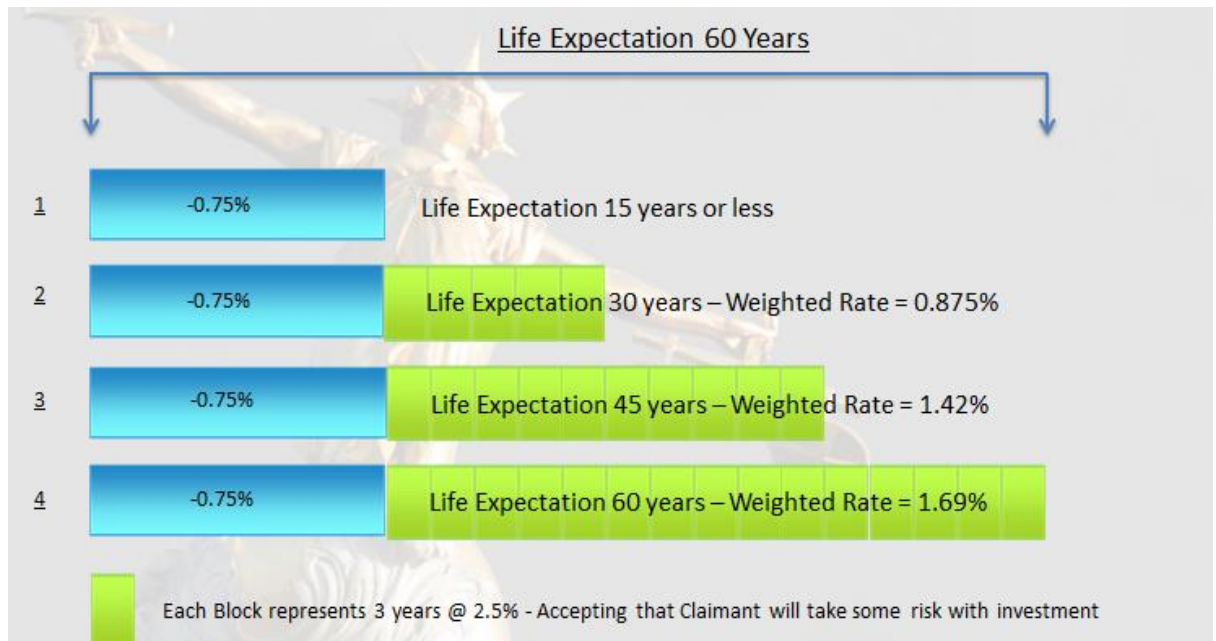 Life Expectation 60 Years
1 -0.75% Life Expectation 15 years or less
2 -0.75% Life Expectation 30 years – Weighted Rate = 0.875%
3 -0.75% Life Expectation 45 years – Weighted Rate = 1.42%
4 -0.75% Life Expectation 60 years – Weighted Rate = 1.69%
Each Block represents 3 years @ 2.5% - Accepting that Claimant will take some risk with investment